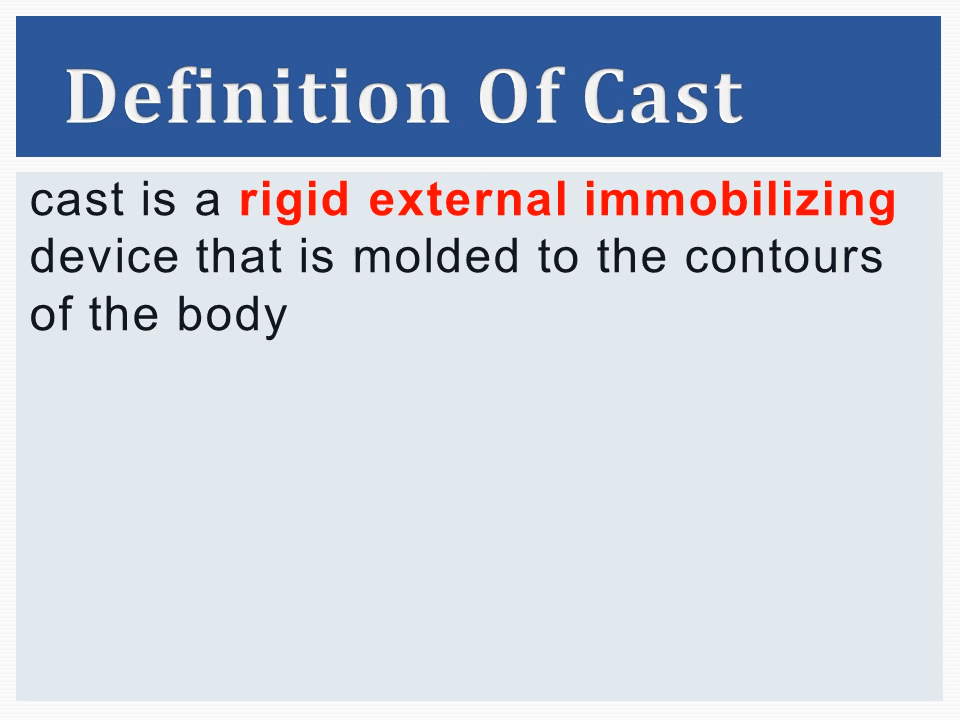 Definition Of Cast
cast is a rigid external immobilizing
device that is molded to the contours
of the body